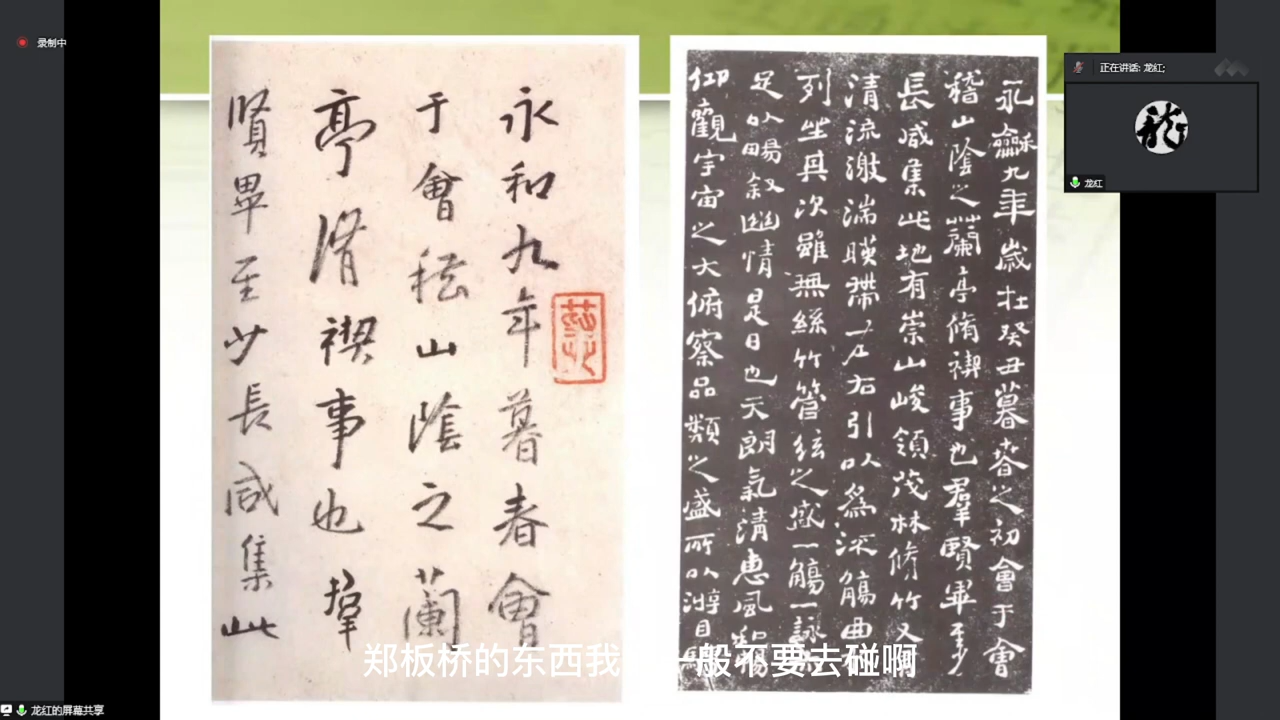 录制中
正在讲话: 龙红;
龙红
永和九年暮春會
于會嵇山陰之蘭
亭脩禊事也羣
賢畢至少長咸集此
永龢九年歲在癸丑暮春之初會于會
稽山陰之蘭亭脩禊事也羣賢畢至少
長咸集此地有崇山峻領茂林脩竹又
清流激湍暎帶左右引以為深觴曲
列坐其次雖無絲竹管弦之盛一觴一詠
足以暢敘幽情是日也天朗氣清惠風和暢
仰觀宇宙之大俯察品類之盛所以遊目
郑板桥的东西我们一般不要去碰啊
龙红的屏幕共享